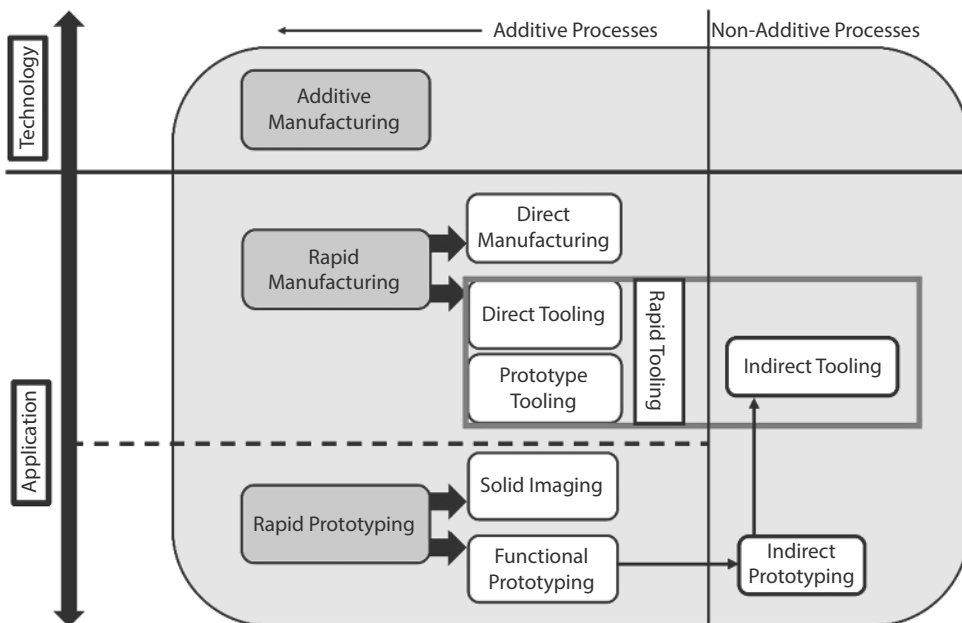 Additive Processes
Non-Additive Processes
Technology
Additive
Manufacturing
Application
Rapid
Manufacturing
Direct
Manufacturing
Direct Tooling
Prototype
Tooling
Rapid Tooling
Indirect Tooling
Rapid Prototyping
Solid Imaging
Functional
Prototyping
Indirect
Prototyping